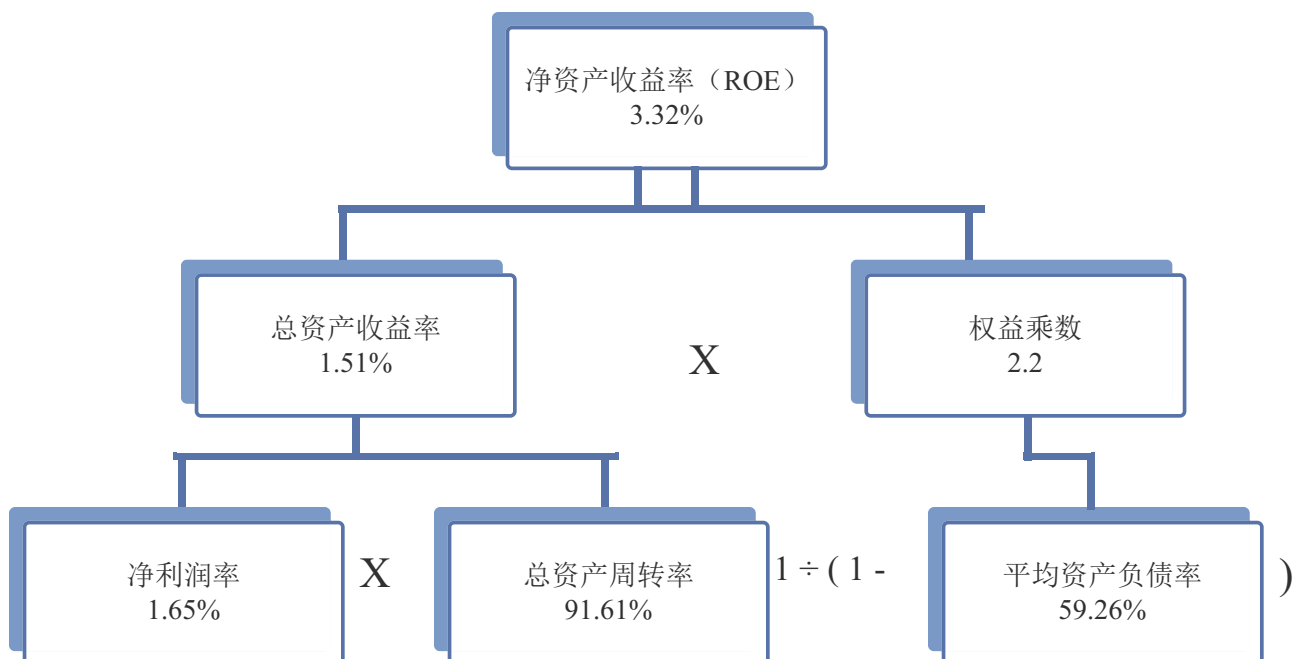 净资产收益率（ROE）
3.32%
总资产收益率
1.51%
X
权益乘数
2.2
净利润率
1.65%
X
总资产周转率
91.61%
1 ÷ ( 1 -
平均资产负债率
59.26%
)